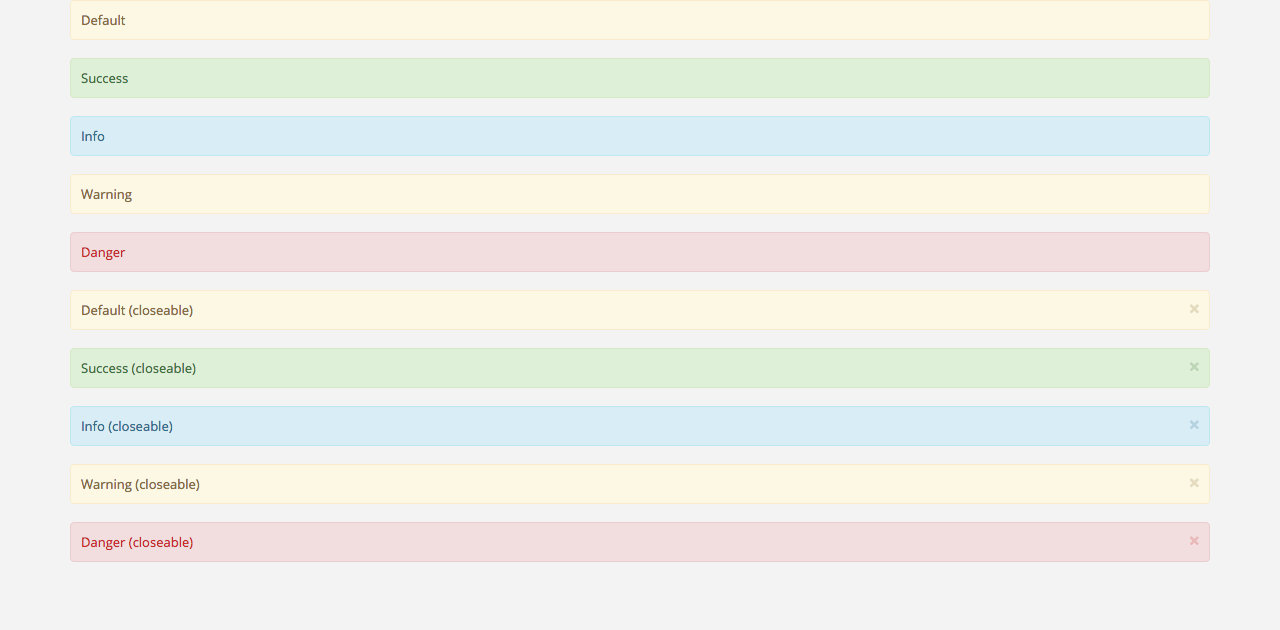 Default
Success
Info
Warning
Danger
Default (closeable)
Success (closeable)
Info (closeable)
Warning (closeable)
Danger (closeable)